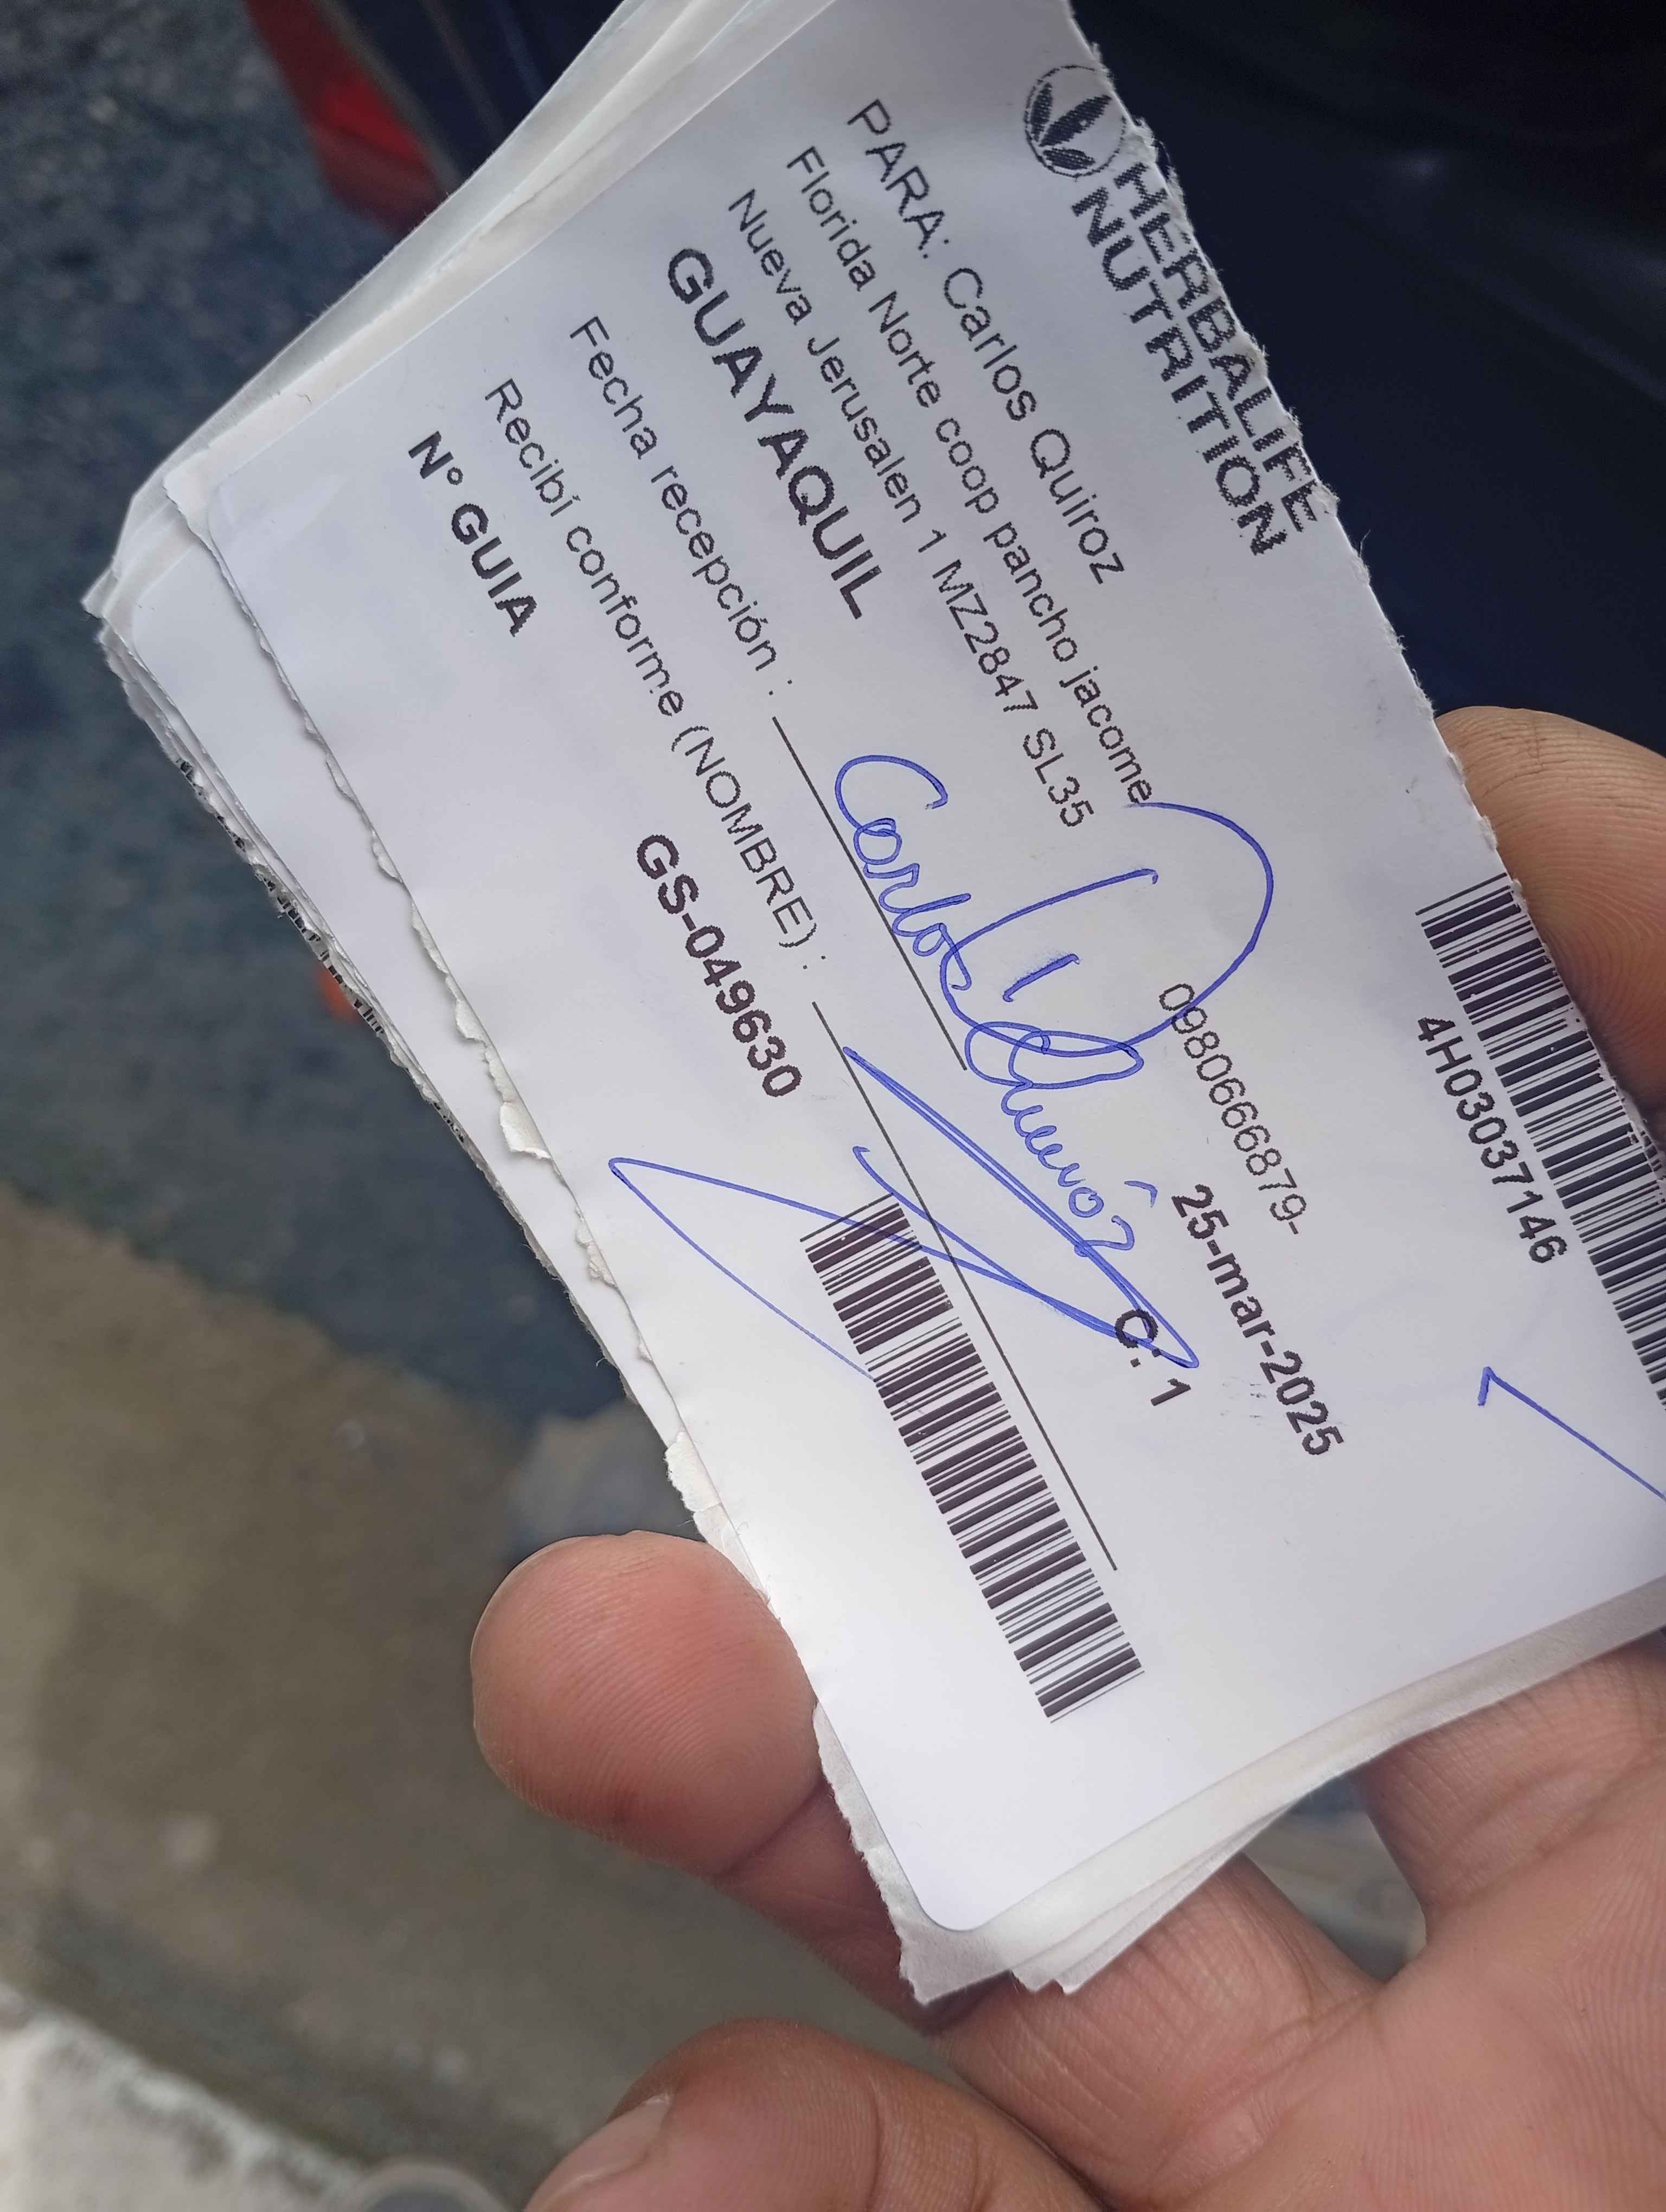 HERBALIFE
NUTRITION
4H03037146
PARA: Carlos Quiroz
Florida Norte coop pancho jacome
Nueva Jerusalen 1 MZ2847 SL35
0980666879-
GUAYAQUIL
25-mar-2025
Fecha recepción :
Carlos
C: 1
Recibí conforme (NOMBRE) :
Nº GUIA
GS-049630